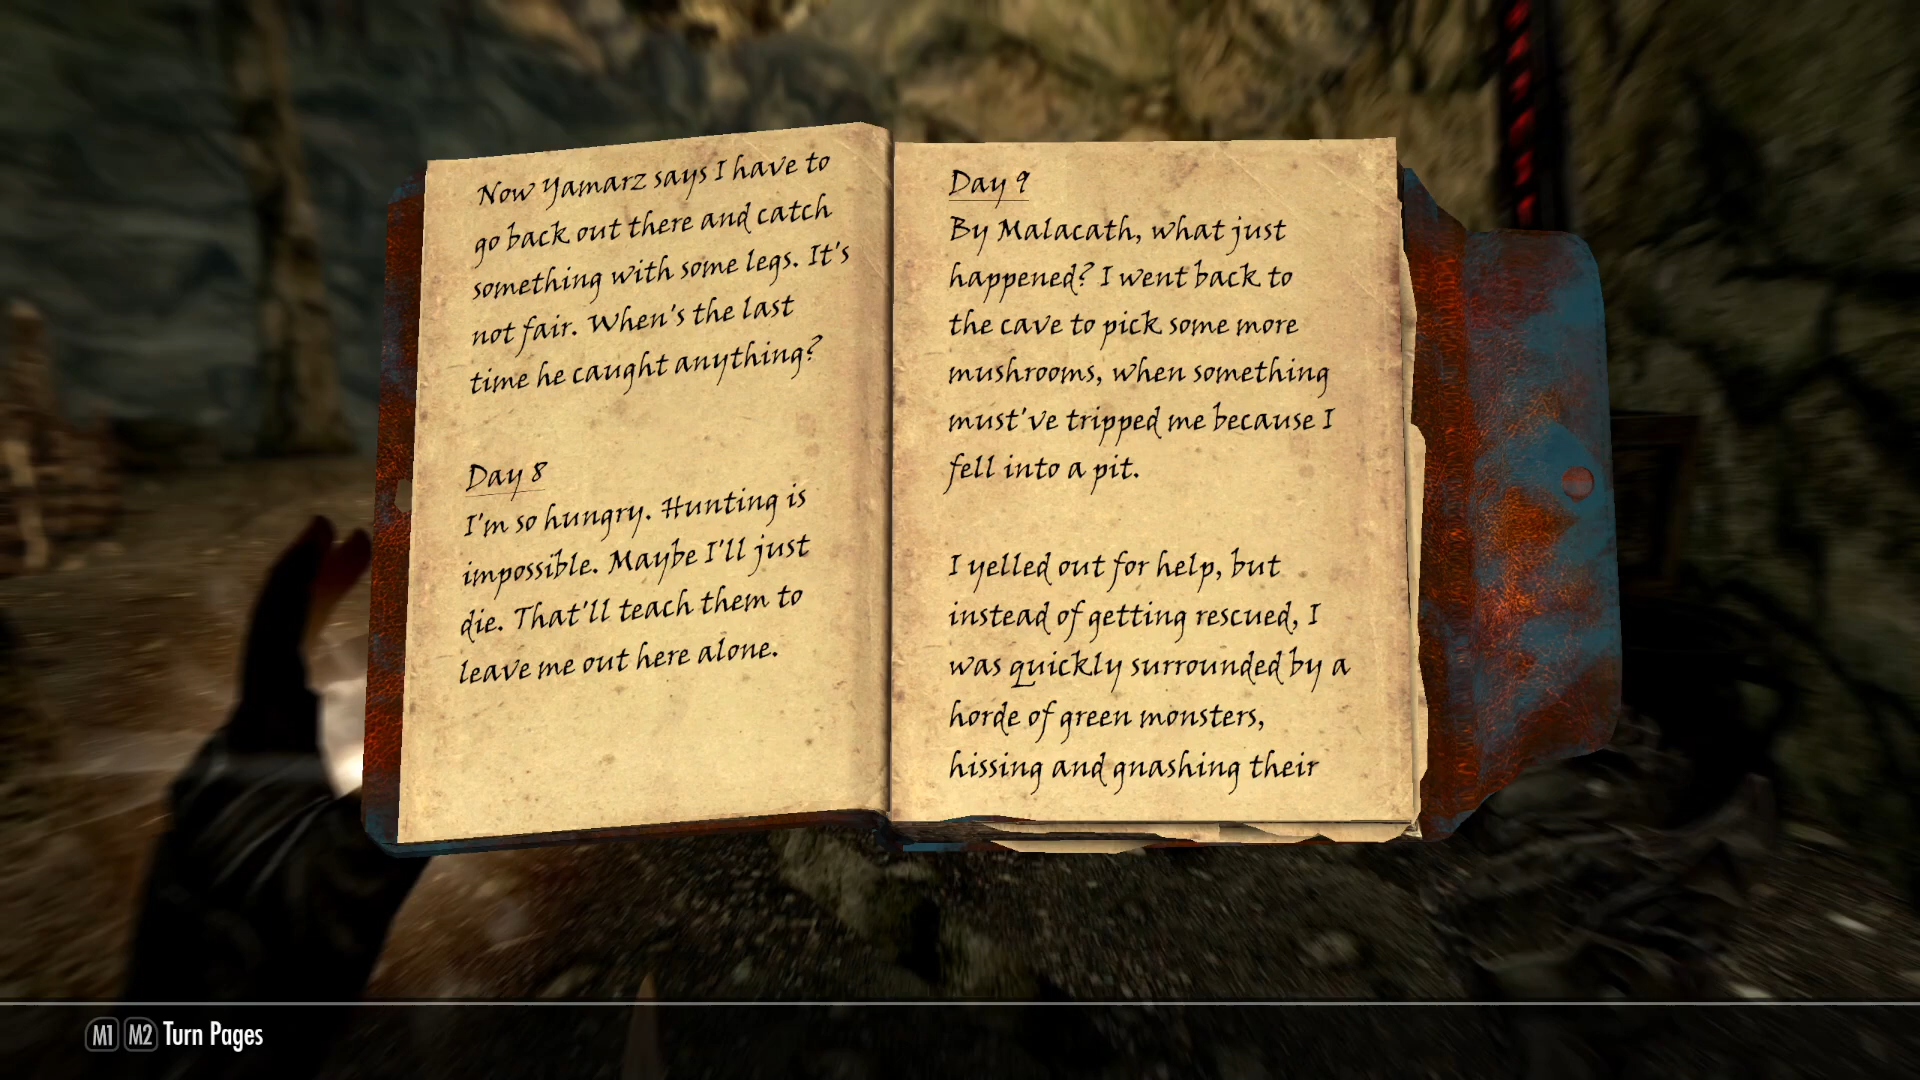 Now Yamarz says I have to
go back out there and catch
something with some legs. It's
not fair. When's the last
time he caught anything?
Day 8
I'm so hungry. Hunting is
impossible. Maybe I'll just
die. That'll teach them to
leave me out here alone.
Day 9
By Malacath, what just
happened? I went back to
the cave to pick some more
mushrooms, when something
must've tripped me because I
fell into a pit.
I yelled out for help, but
instead of getting rescued, I
was quickly surrounded by a
horde of green monsters,
hissing and gnashing their
M1 M2 Turn Pages